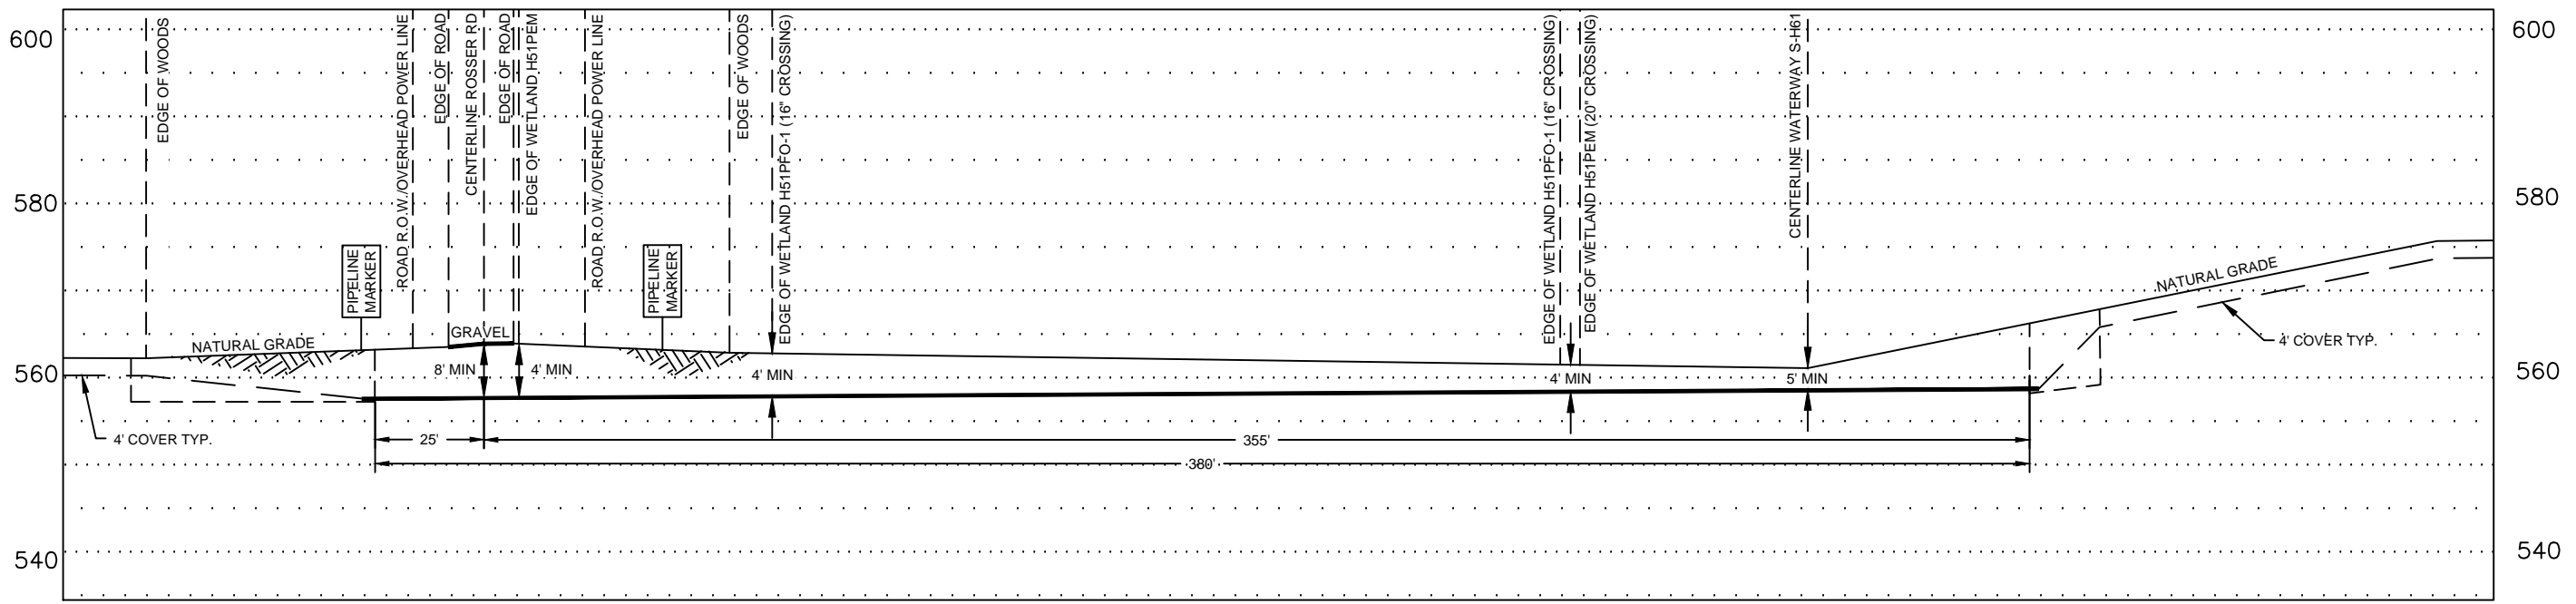 600
580
560
540
EDGE OF WOODS
ROAD R.O.W./OVERHEAD POWER LINE
EDGE OF ROAD
CENTERLINE ROSSER RD
EDGE OF ROAD
EDGE OF WETLAND H51PEM
ROAD R.O.W./OVERHEAD POWER LINE
EDGE OF WOODS
EDGE OF WETLAND H51PFO-1 (16" CROSSING)
EDGE OF WETLAND H51PFO-1 (16" CROSSING)
EDGE OF WETLAND H51PEM (20" CROSSING)
CENTERLINE WATERWAY S-H61
PIPELINE
MARKER
PIPELINE
MARKER
NATURAL GRADE
GRAVEL
NATURAL GRADE
8' MIN
4' MIN
4' MIN
4' MIN
5' MIN
4' COVER TYP.
4' COVER TYP.
25'
355'
380'
600
580
560
540